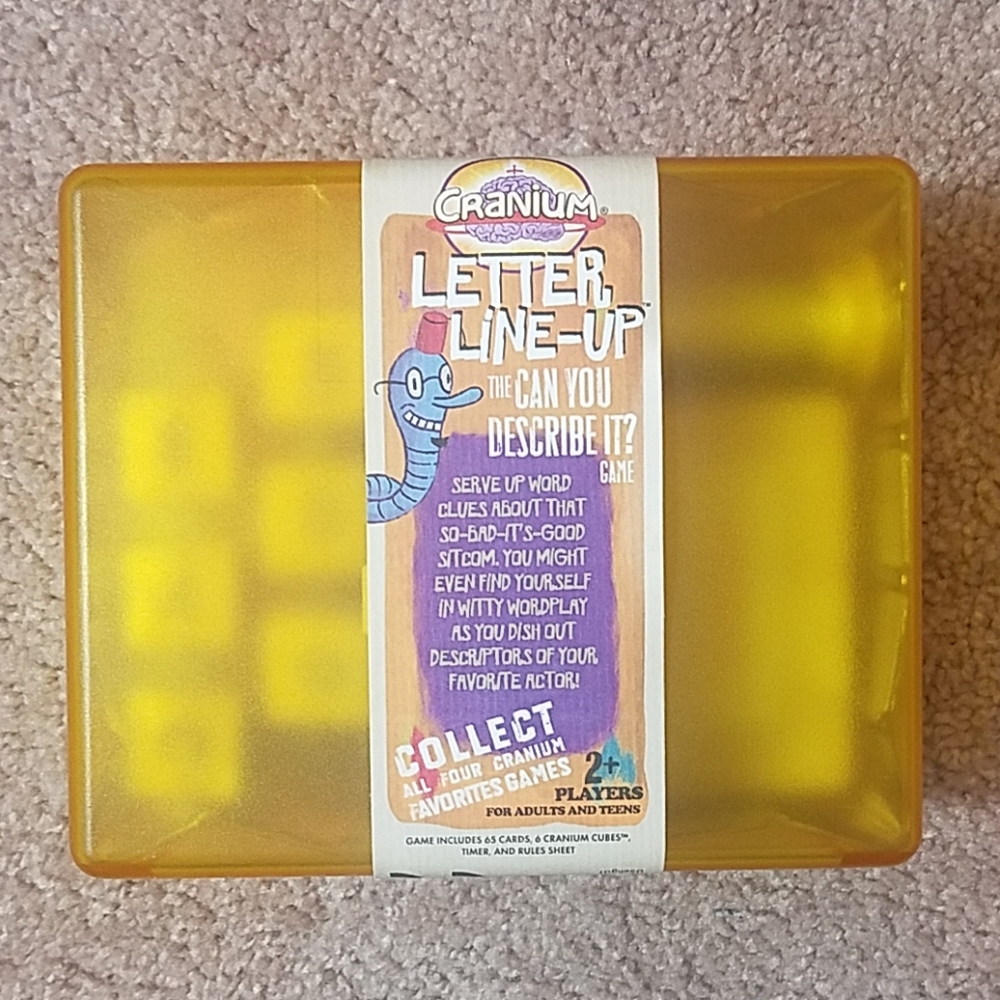 CRANIUM®
LETTER
LINE-UP™
THE CAN YOU
DESCRIBE IT?
GAME
SERVE UP WORD
CLUES ABOUT THAT
SO-BAD-IT'S-GOOD
SITCOM. YOU MIGHT
EVEN FIND YOURSELF
IN WITTY WORDPLAY
AS YOU DISH OUT
DESCRIPTORS OF YOUR
FAVORITE ACTOR!
COLLECT
ALL FOUR CRANIUM
FAVORITES GAMES
2+
PLAYERS
FOR ADULTS AND TEENS
GAME INCLUDES 65 CARDS, 6 CRANIUM CUBES™,
TIMER, AND RULES SHEET